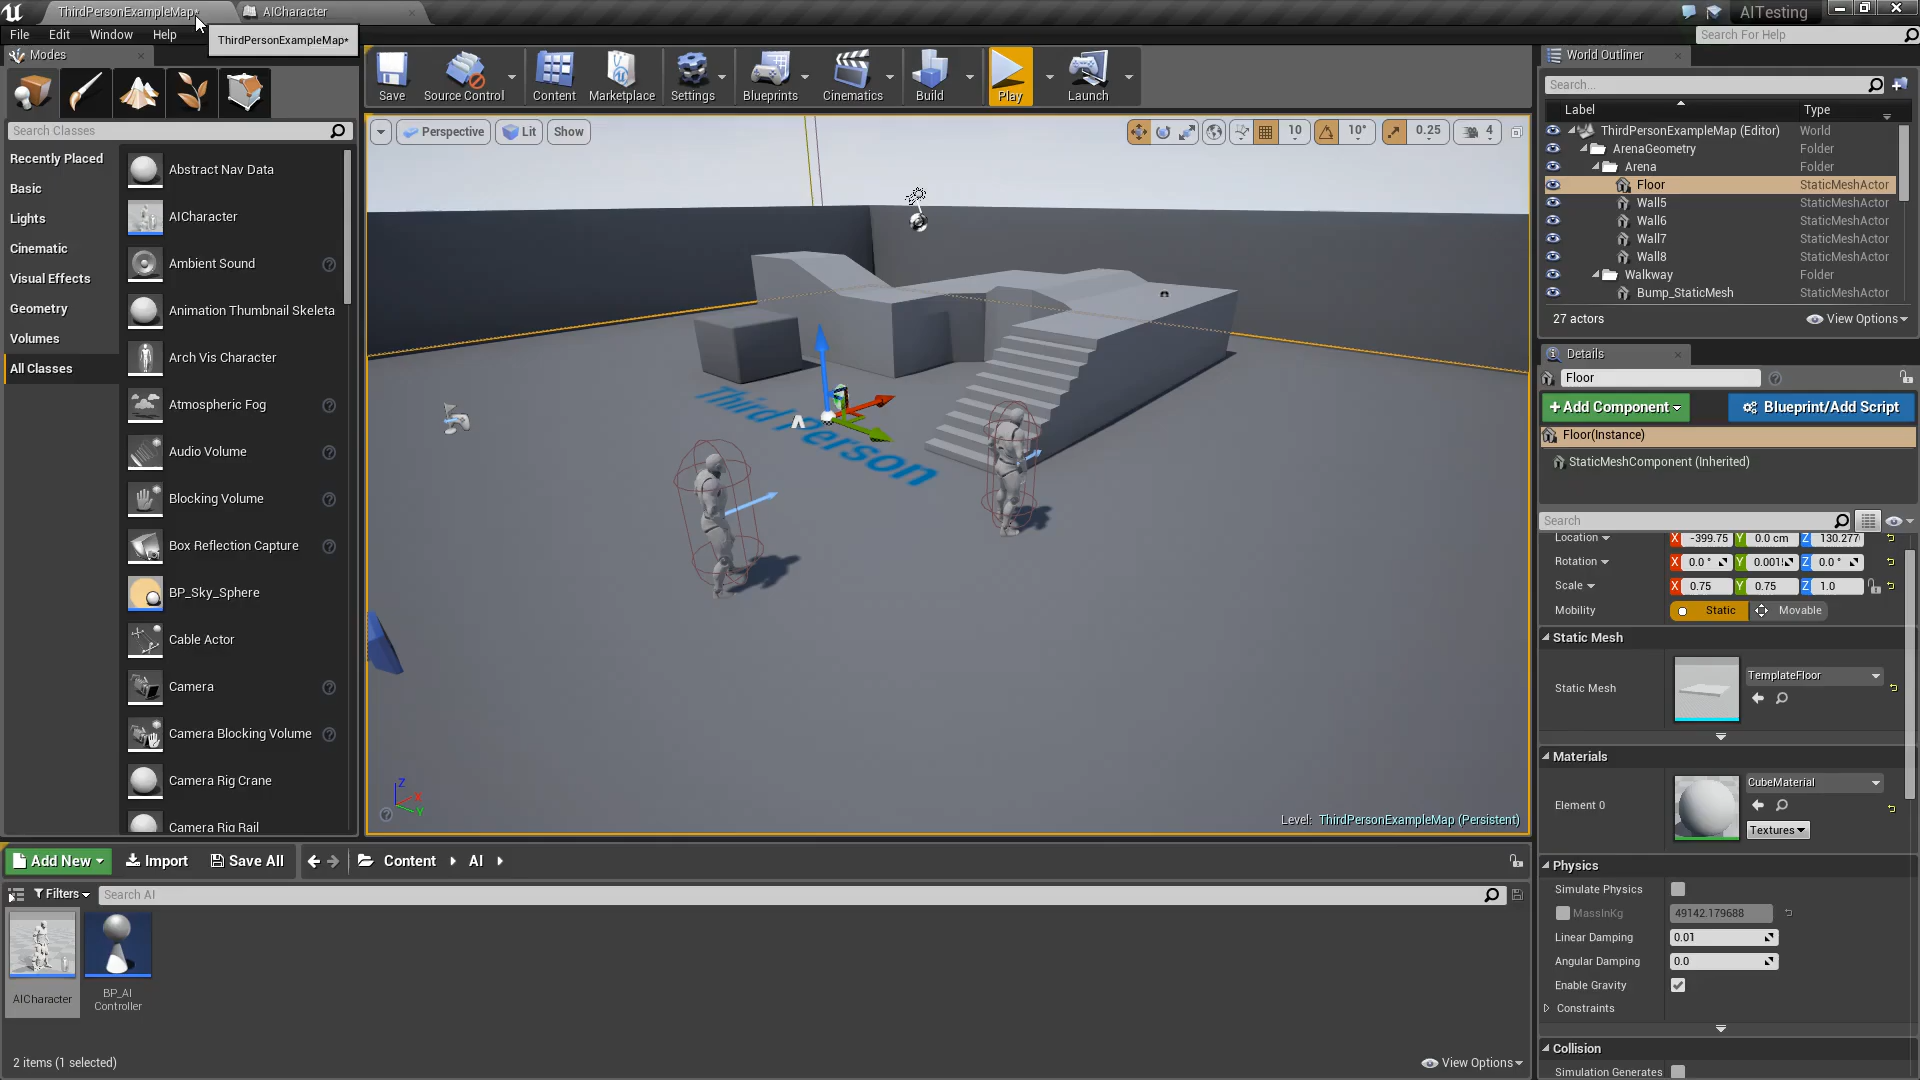 ThirdPersonExampleMap*
AICharacter
AITesting
File
Edit
Window
Help
ThirdPersonExampleMap*
Search For Help
Modes
Search Classes
Recently Placed
Basic
Lights
Cinematic
Visual Effects
Geometry
Volumes
All Classes
Abstract Nav Data
AICharacter
Ambient Sound
Animation Thumbnail Skeleta
Arch Vis Character
Atmospheric Fog
Audio Volume
Blocking Volume
Box Reflection Capture
BP_Sky_Sphere
Cable Actor
Camera
Camera Blocking Volume
Camera Rig Crane
Camera Rig Rail
Save
Source Control
Content
Marketplace
Settings
Blueprints
Cinematics
Build
Play
Launch
Perspective
Lit
Show
10
10°
0.25
4
Third Person
Z
X
Y
Level: ThirdPersonExampleMap (Persistent)
World Outliner
Search...
Label Type
ThirdPersonExampleMap (Editor) World
ArenaGeometry Folder
Arena Folder
Floor StaticMeshActor
Wall5 StaticMeshActor
Wall6 StaticMeshActor
Wall7 StaticMeshActor
Wall8 StaticMeshActor
Walkway Folder
Bump_StaticMesh StaticMeshActor
27 actors
View Options
Details
Floor
+Add Component
Blueprint/Add Script
Floor(Instance)
StaticMeshComponent (Inherited)
Search
Location X -399.75 Y 0.0 cm Z 130.277
Rotation X 0.0 ° Y 0.001 Z 0.0 °
Scale X 0.75 Y 0.75 Z 1.0
Mobility Static Movable
Static Mesh
Static Mesh
TemplateFloor
Materials
Element 0
CubeMaterial
Textures
Physics
Simulate Physics
MassInKg 49142.179688
Linear Damping 0.01
Angular Damping 0.0
Enable Gravity
Constraints
Collision
Simulation Generates
Add New
Import
Save All
Content
AI
Filters
Search AI
AICharacter
BP_AI
Controller
2 items (1 selected)
View Options